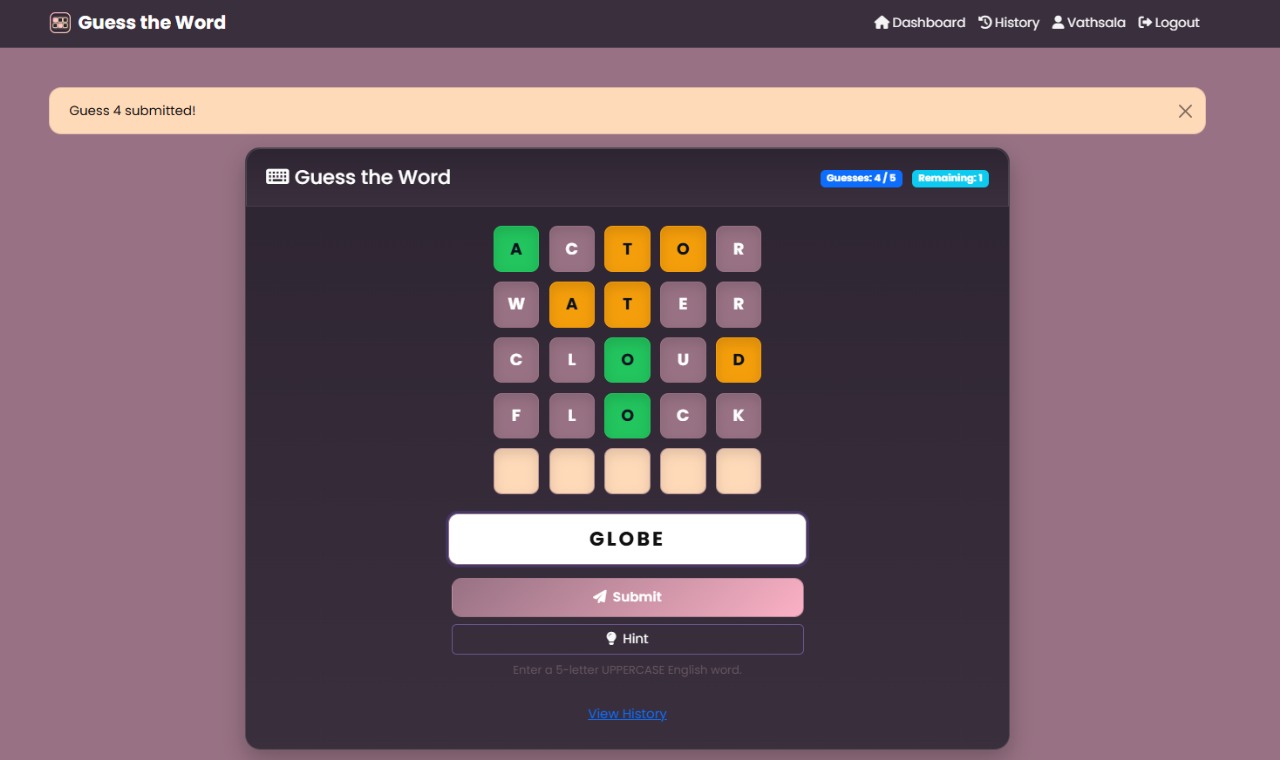 Guess the Word
Dashboard History Vathsala Logout
Guess 4 submitted!
Guess the Word
Guesses: 4 / 5 Remaining: 1
A C T O R
W A T E R
C L O U D
F L O C K
GLOBE
Submit
Hint
Enter a 5-letter UPPERCASE English word.
View History